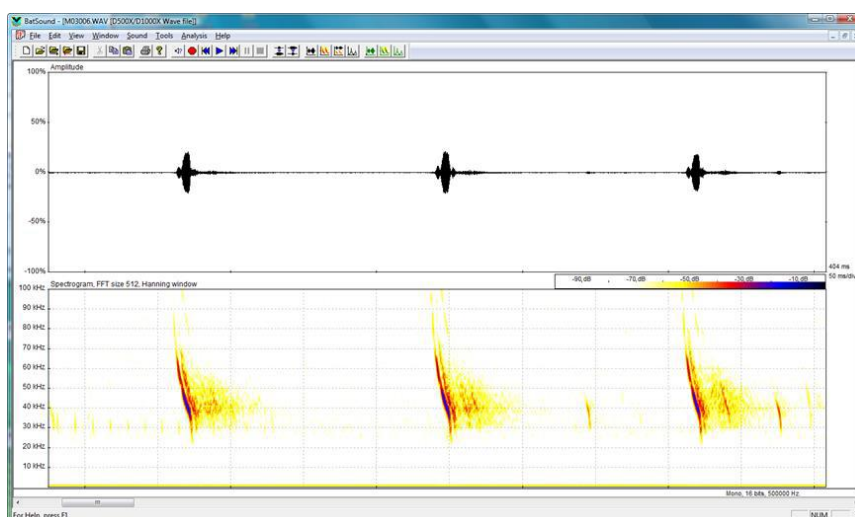 BatSound - [M03006.WAV [D500X/D1000X Wave file]]
File Edit View Window Sound Tools Analysis Help
Amplitude
100%
50%
0%
-50%
-100%
404 ms
50 ms/div
Spectrogram, FFT size 512, Hanning window
-90 dB -70 dB -50 dB -30 dB -10 dB
100 kHz
90 kHz
80 kHz
70 kHz
60 kHz
50 kHz
40 kHz
30 kHz
20 kHz
10 kHz
Mono, 16 bits, 500000 Hz
For Help, press F1
NUM